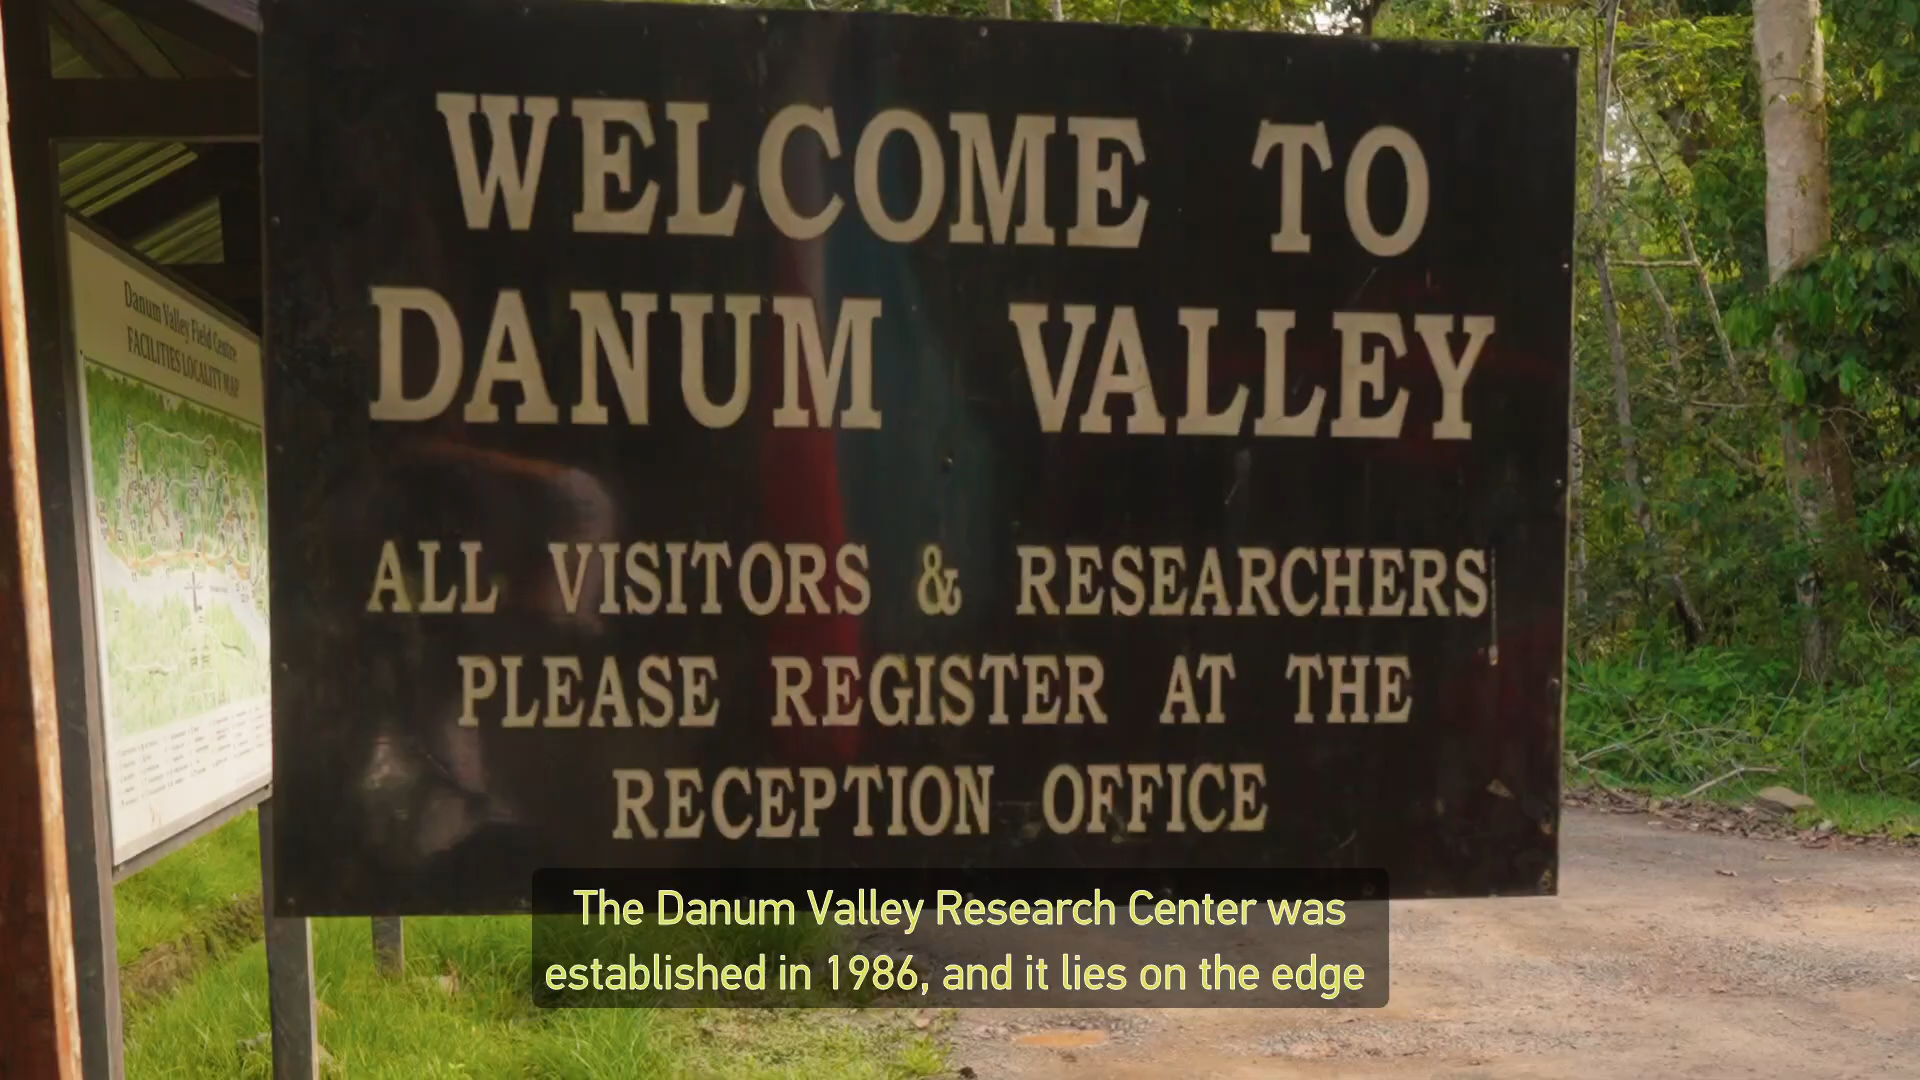 WELCOME TO
DANUM VALLEY
ALL VISITORS & RESEARCHERS
PLEASE REGISTER AT THE
RECEPTION OFFICE
Danum Valley Field Centre
FACILITIES LOCALITY MAP
The Danum Valley Research Center was
established in 1986, and it lies on the edge